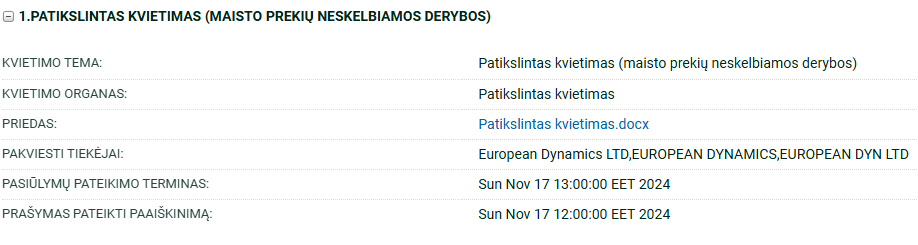 1.PATIKSLINTAS KVIETIMAS (MAISTO PREKIŲ NESKELBIAMOS DERYBOS)
KVIETIMO TEMA: Patikslintas kvietimas (maisto prekių neskelbiamos derybos)
KVIETIMO ORGANAS: Patikslintas kvietimas
PRIEDAS: Patikslintas kvietimas.docx
PAKVIESTI TIEKĖJAI: European Dynamics LTD,EUROPEAN DYNAMICS,EUROPEAN DYN LTD
PASIŪLYMŲ PATEIKIMO TERMINAS: Sun Nov 17 13:00:00 EET 2024
PRAŠYMAS PATEIKTI PAAIŠKINIMĄ: Sun Nov 17 12:00:00 EET 2024